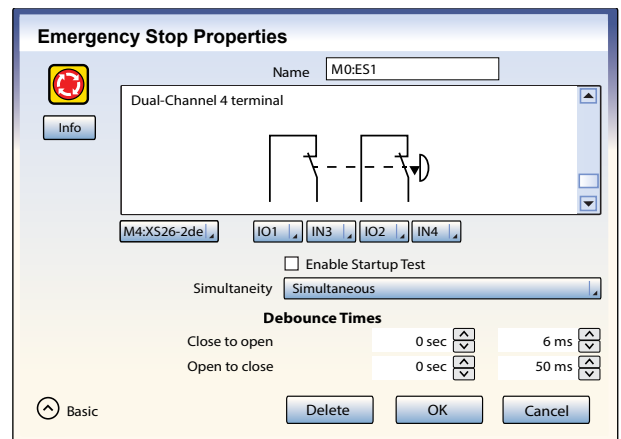 Emergency Stop Properties
Name M0:ES1
Dual-Channel 4 terminal
Info
M4:XS26-2de IO1 IN3 IO2 IN4
Enable Startup Test
Simultaneity Simultaneous
Debounce Times
Close to open 0 sec 6 ms
Open to close 0 sec 50 ms
Basic Delete OK Cancel